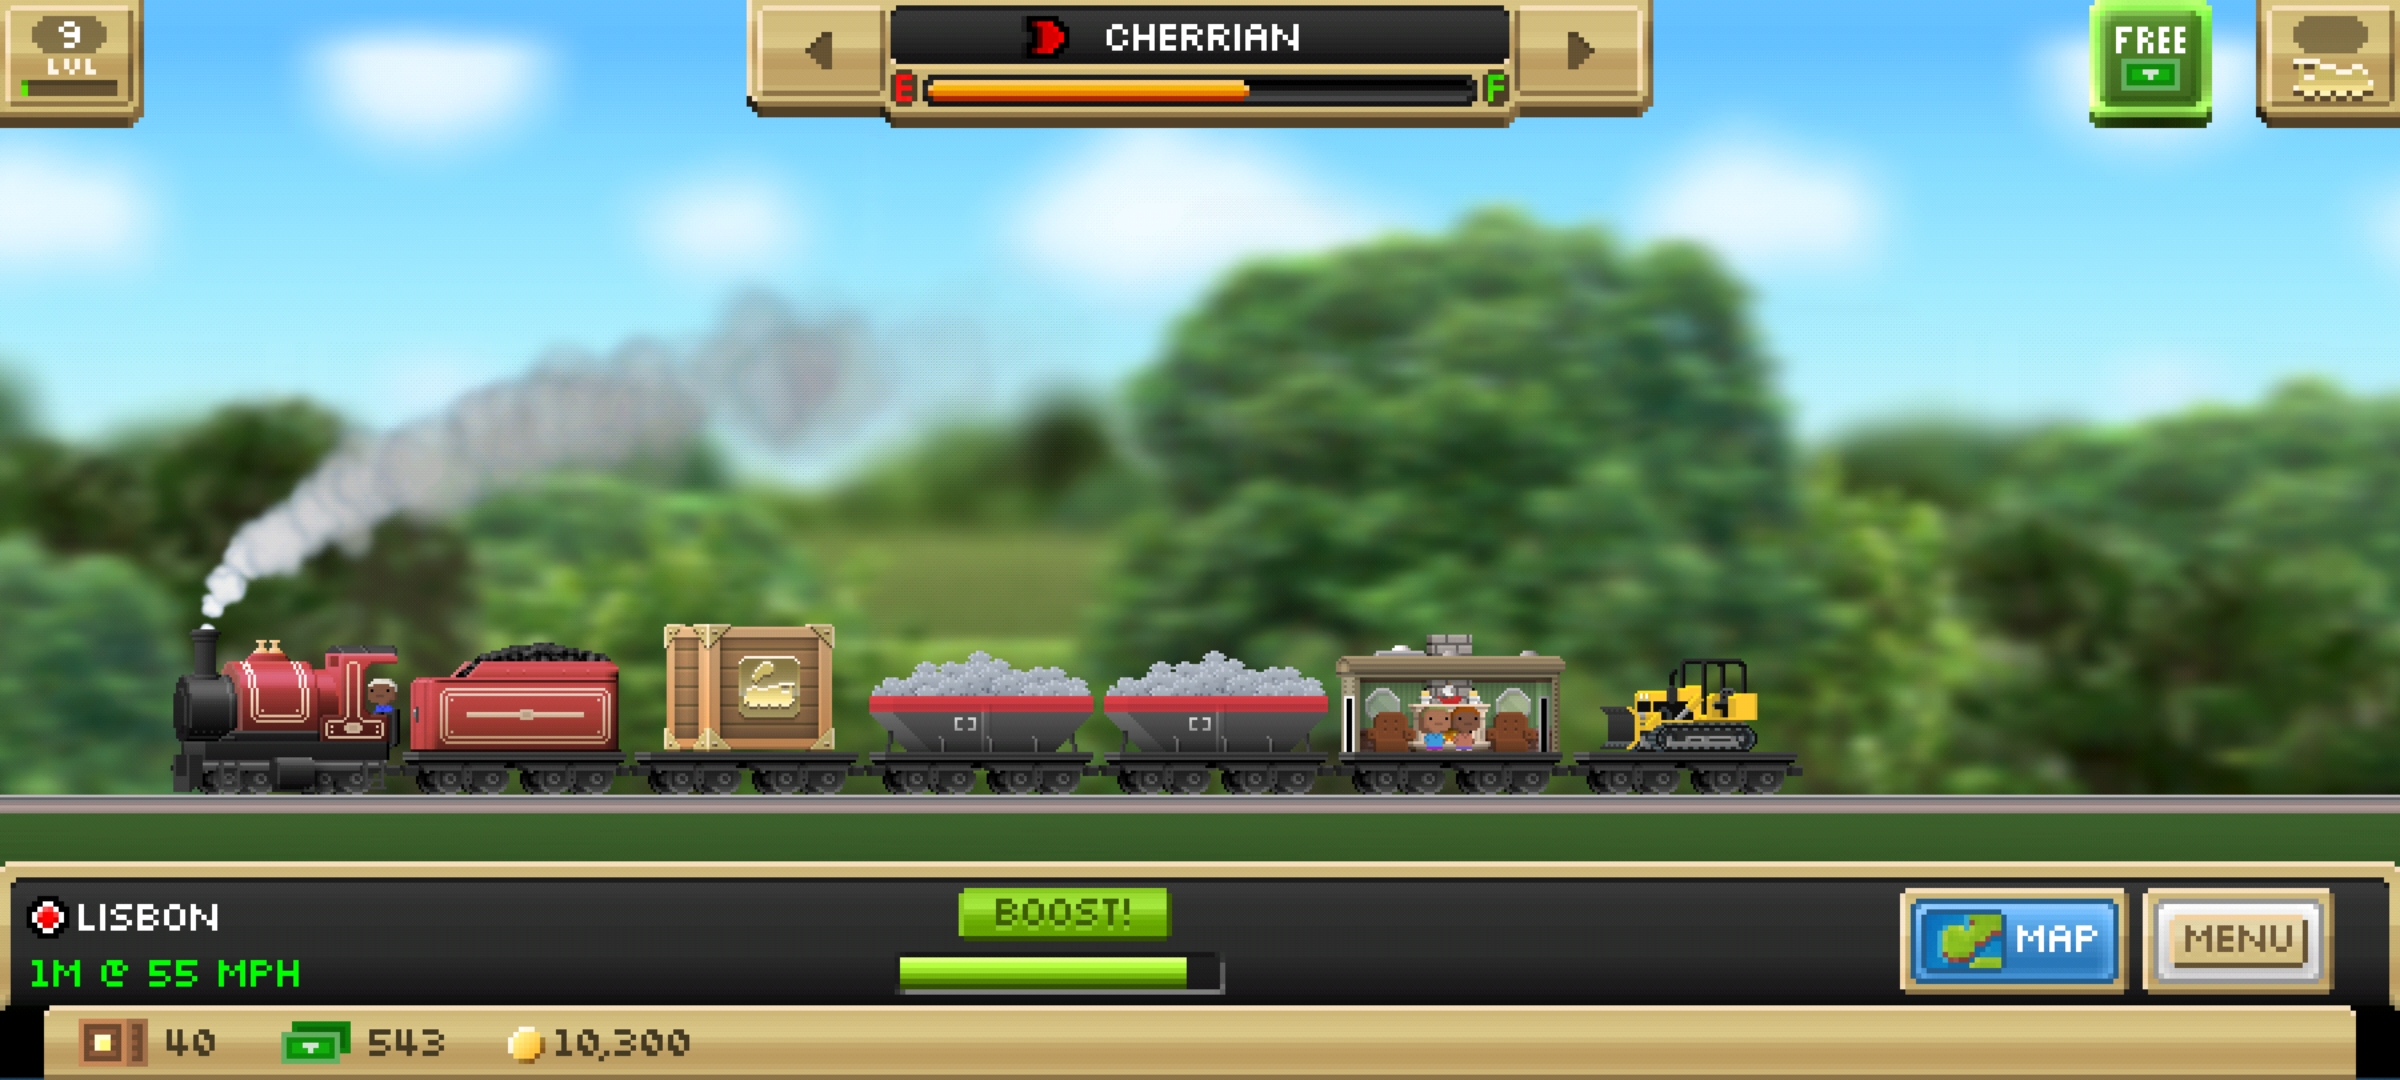 9
LVL
CHERRIAN
E F
FREE
LISBON
1M @ 55 MPH
BOOST!
MAP
MENU
40
543
10,300